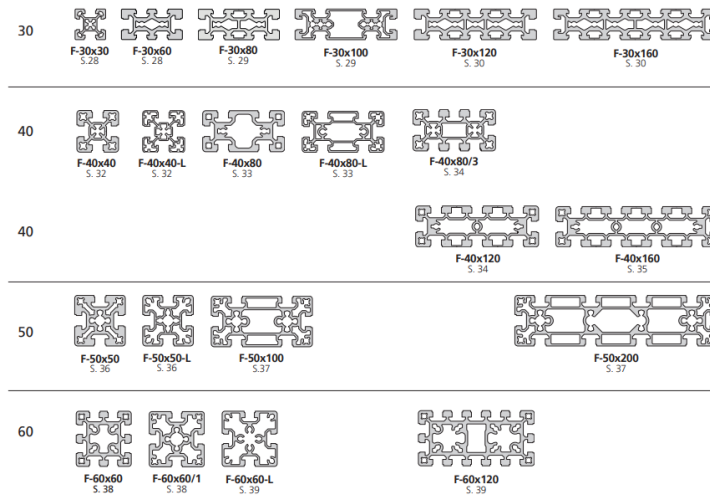 30
F-30x30 F-30x60 F-30x80 F-30x100 F-30x120 F-30x160
S.28 S.28 S. 29 S. 29 S. 30 S. 30
40
F-40x40 F-40x40-L F-40x80 F-40x80-L F-40x80/3
S. 32 S. 32 S. 33 S. 33 S. 34
40
F-40x120 F-40x160
S. 34 S. 35
50
F-50x50 F-50x50-L F-50x100 F-50x200
S. 36 S. 36 S.37 S. 37
60
F-60x60 F-60x60/1 F-60x60-L F-60x120
S. 38 S. 38 S. 39 S. 39